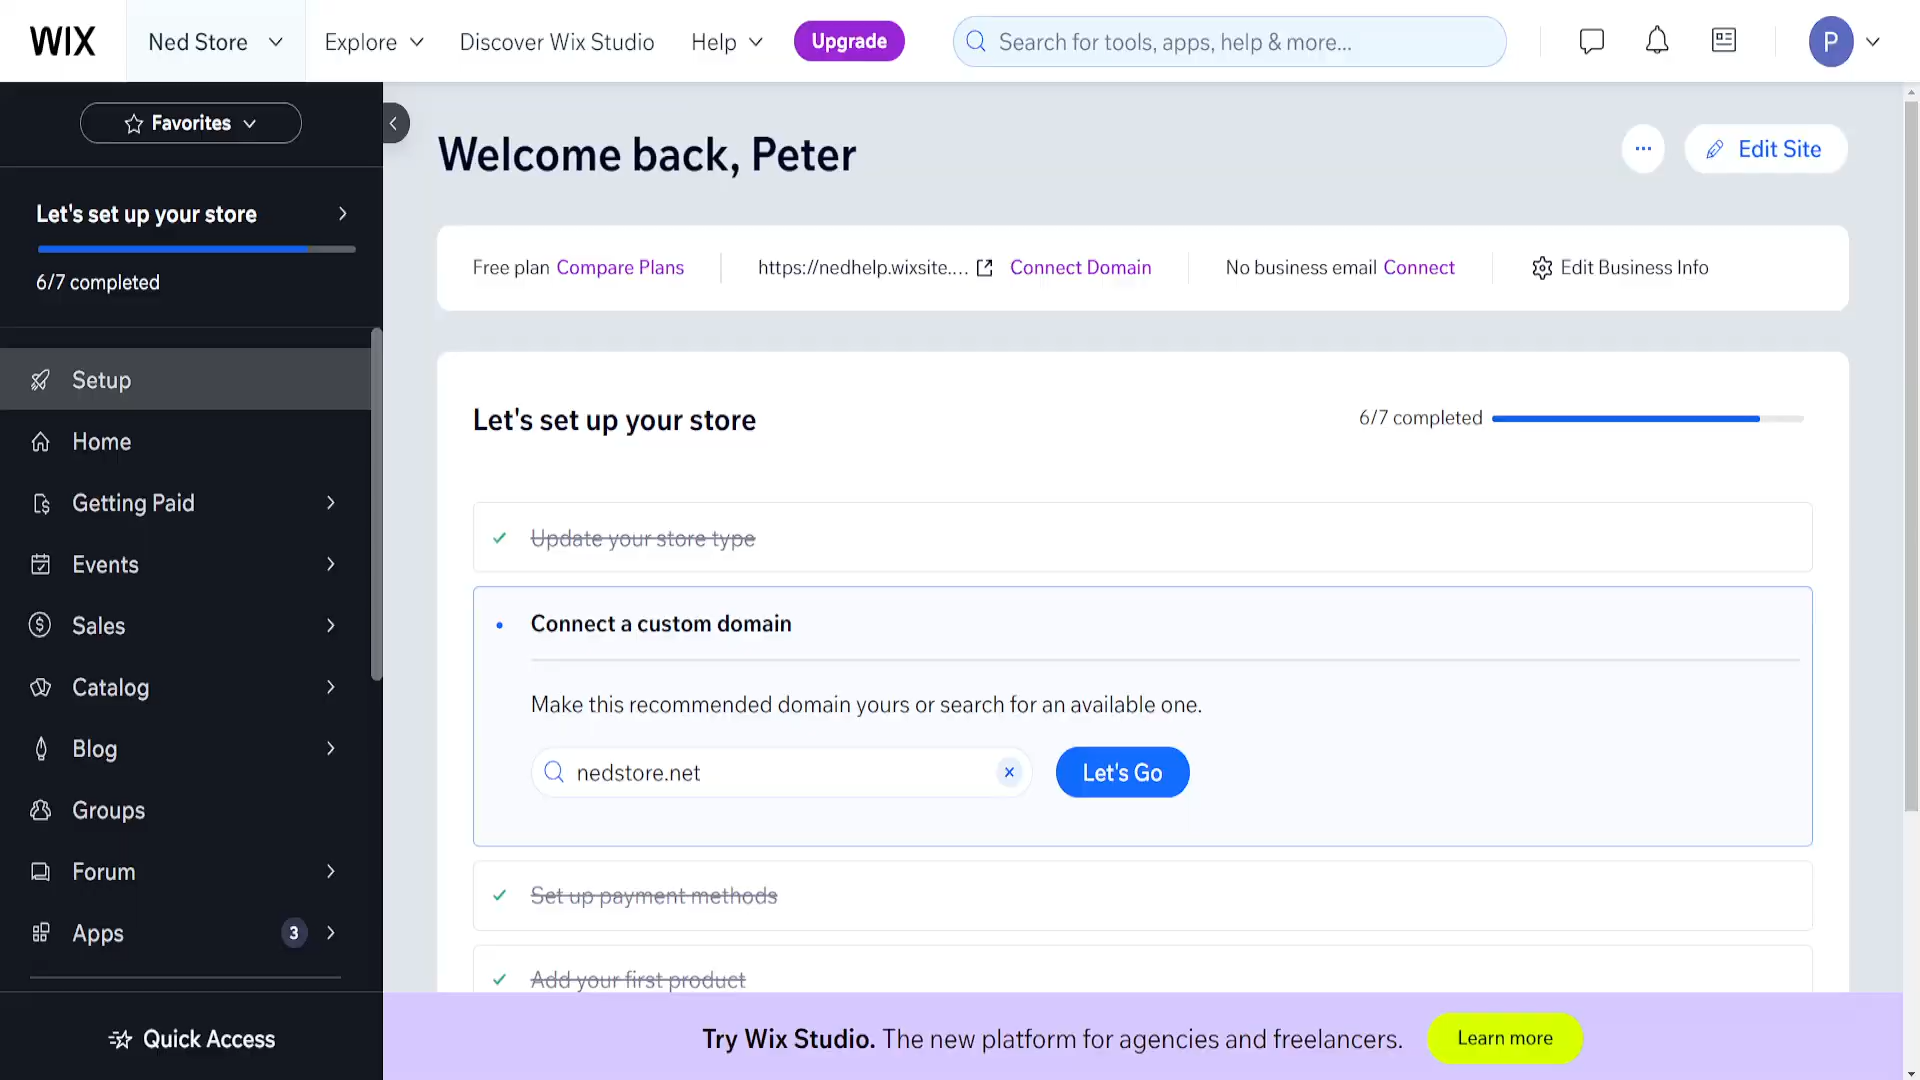 WIX
Ned Store
Explore
Discover Wix Studio
Help
Upgrade
Search for tools, apps, help & more...
P
Favorites
Let's set up your store
6/7 completed
Setup
Home
Getting Paid
Events
Sales
Catalog
Blog
Groups
Forum
Apps
3
Quick Access
Welcome back, Peter
Edit Site
Free plan Compare Plans
https://nedhelp.wixsite.... Connect Domain
No business email Connect
Edit Business Info
Let's set up your store
6/7 completed
Update your store type
Connect a custom domain
Make this recommended domain yours or search for an available one.
nedstore.net
Let's Go
Set up payment methods
Add your first product
Try Wix Studio. The new platform for agencies and freelancers.
Learn more